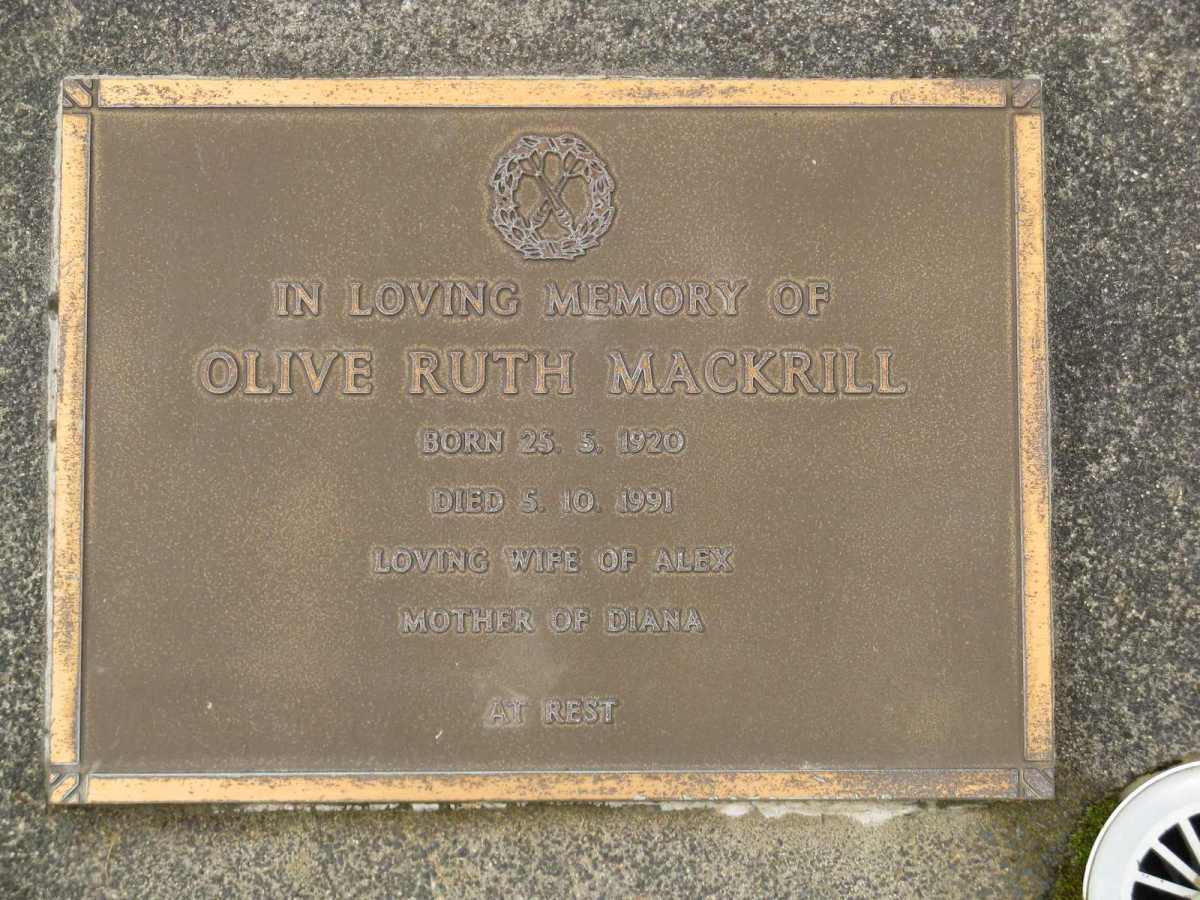 IN LOVING MEMORY OF
OLIVE RUTH MACKRILL
BORN 25. 5. 1920
DIED 5. 10. 1991
LOVING WIFE OF ALEX
MOTHER OF DIANA
AT REST